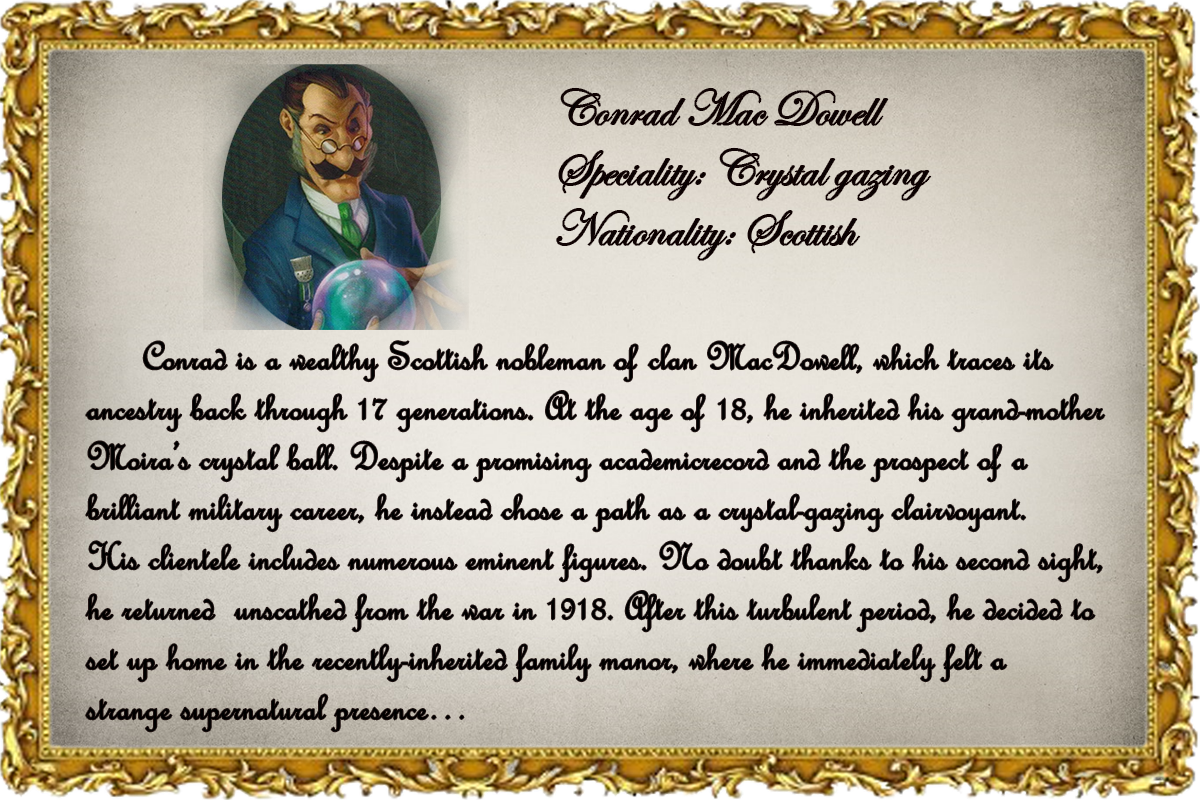 Conrad Mac Dowell
Speciality: Crystal gazing
Nationality: Scottish
Conrad is a wealthy Scottish nobleman of clan MacDowell, which traces its
ancestry back through 17 generations. At the age of 18, he inherited his grand-mother
Moira's crystal ball. Despite a promising academicrecord and the prospect of a
brilliant military career, he instead chose a path as a crystal-gazing clairvoyant.
His clientele includes numerous eminent figures. No doubt thanks to his second sight,
he returned unscathed from the war in 1918. After this turbulent period, he decided to
set up home in the recently-inherited family manor, where he immediately felt a
strange supernatural presence...